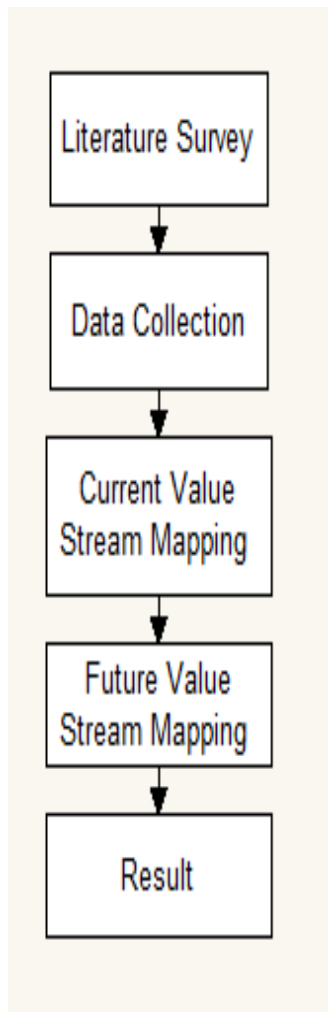 Literature Survey
Data Collection
Current Value
Stream Mapping
Future Value
Stream Mapping
Result